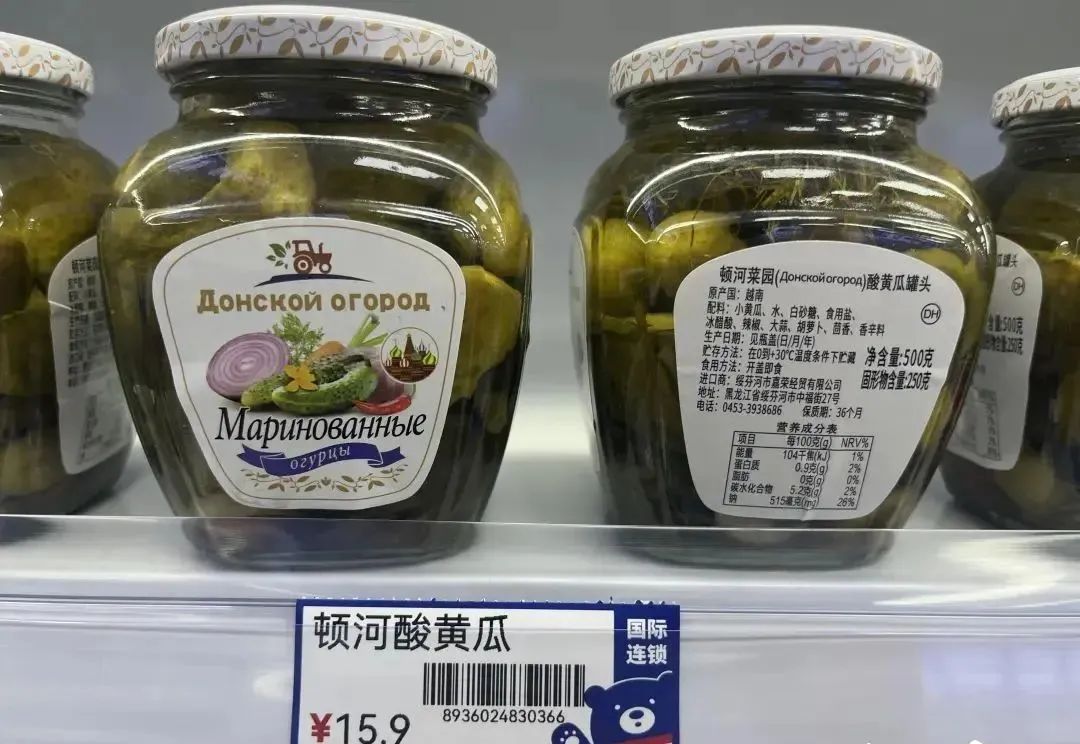 Донской огород
Маринованные
огурцы
顿河菜园(Донской огород)酸黄瓜罐头
原产国:越南
配料:小黄瓜、水、白砂糖、食用盐、
冰醋酸、辣椒、大蒜、胡萝卜、茴香、香辛料
生产日期:见瓶盖(日/月/年)
贮存方法:在0到+30℃温度条件下贮藏
食用方法:开盖即食
进口商:绥芬河市嘉荣经贸有限公司
地址:黑龙江省绥芬河市中福街27号
电话:0453-3938686 保质期:36个月
DH
净含量:500克
固形物含量:250克
营养成分表
项目 每100克(g) NRV%
能量 104千焦(kJ) 1%
蛋白质 0.9克(g) 2%
脂肪 0克(g) 0%
碳水化合物 5.2克(g) 2%
钠 515毫克(mg) 26%
顿河酸黄瓜
国际
连锁
8936024830366
¥15.9